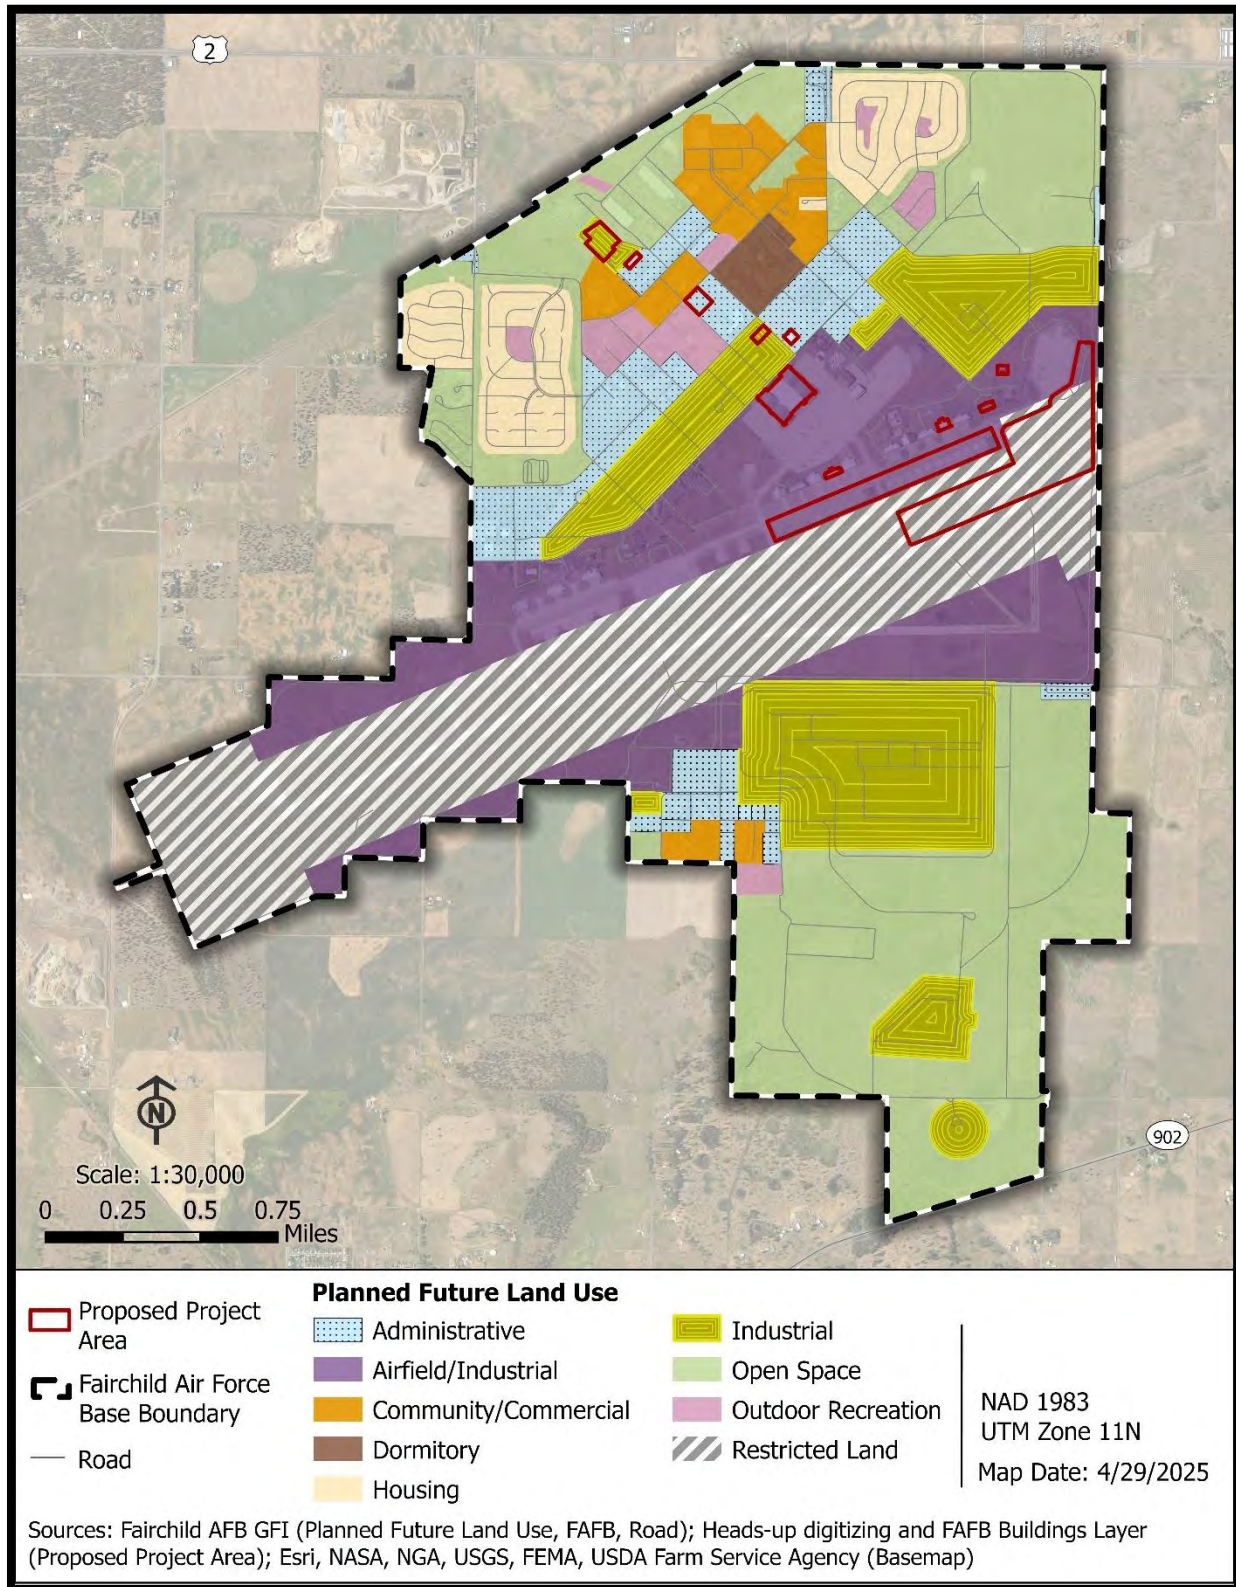 2
902
N
Scale: 1:30,000
0 0.25 0.5 0.75
Miles
Proposed Project
Area
Fairchild Air Force
Base Boundary
Road
Planned Future Land Use
Administrative
Airfield/Industrial
Community/Commercial
Dormitory
Housing
Industrial
Open Space
Outdoor Recreation
Restricted Land
NAD 1983
UTM Zone 11N
Map Date: 4/29/2025
Sources: Fairchild AFB GFI (Planned Future Land Use, FAFB, Road); Heads-up digitizing and FAFB Buildings Layer
(Proposed Project Area); Esri, NASA, NGA, USGS, FEMA, USDA Farm Service Agency (Basemap)